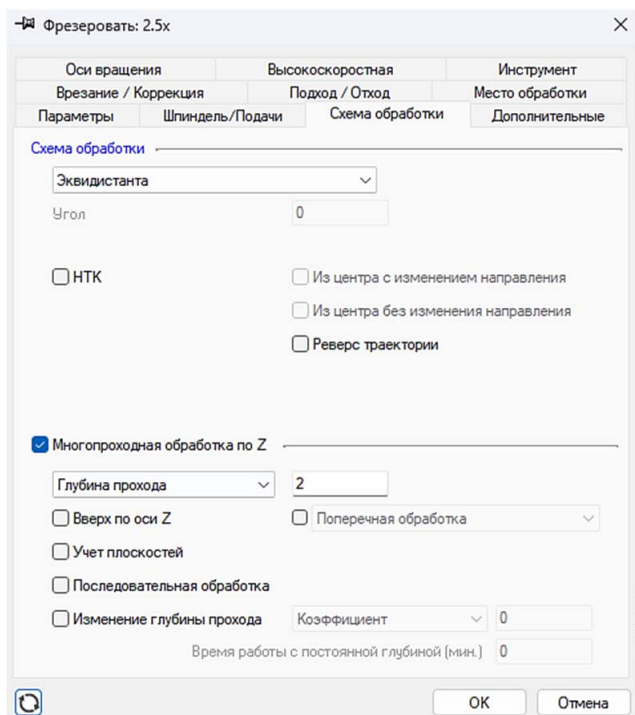 Фрезеровать: 2.5x
Оси вращения Высокоскоростная Инструмент
Врезание / Коррекция Подход / Отход Место обработки
Параметры Шпиндель/Подачи Схема обработки Дополнительные
Схема обработки
Эквидистанта
Угол 0
НТК Из центра с изменением направления
Из центра без изменения направления
Реверс траектории
Многопроходная обработка по Z
Глубина прохода 2
Вверх по оси Z Поперечная обработка
Учет плоскостей
Последовательная обработка
Изменение глубины прохода Коэффициент 0
Время работы с постоянной глубиной (мин.) 0
OK Отмена